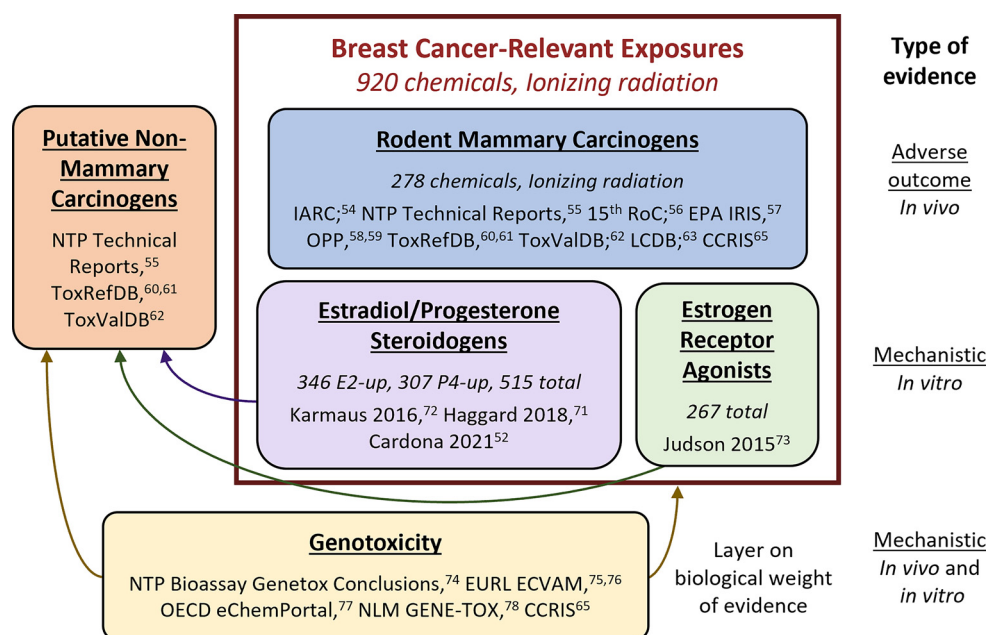 Breast Cancer-Relevant Exposures
920 chemicals, Ionizing radiation
Type of
evidence
Putative Non-
Mammary
Carcinogens
NTP Technical
Reports,55
ToxRefDB,60,61
ToxValDB62
Rodent Mammary Carcinogens
278 chemicals, Ionizing radiation
IARC;54 NTP Technical Reports,55 15th RoC;56 EPA IRIS,57
OPP,58,59 ToxRefDB,60,61 ToxValDB;62 LCDB;63 CCRIS65
Adverse
outcome
In vivo
Estradiol/Progesterone
Steroidogens
346 E2-up, 307 P4-up, 515 total
Karmaus 2016,72 Haggard 2018,71
Cardona 202152
Estrogen
Receptor
Agonists
267 total
Judson 201573
Mechanistic
In vitro
Genotoxicity
NTP Bioassay Genetox Conclusions,74 EURL ECVAM,75,76
OECD eChemPortal,77 NLM GENE-TOX,78 CCRIS65
Layer on
biological weight
of evidence
Mechanistic
In vivo and
in vitro